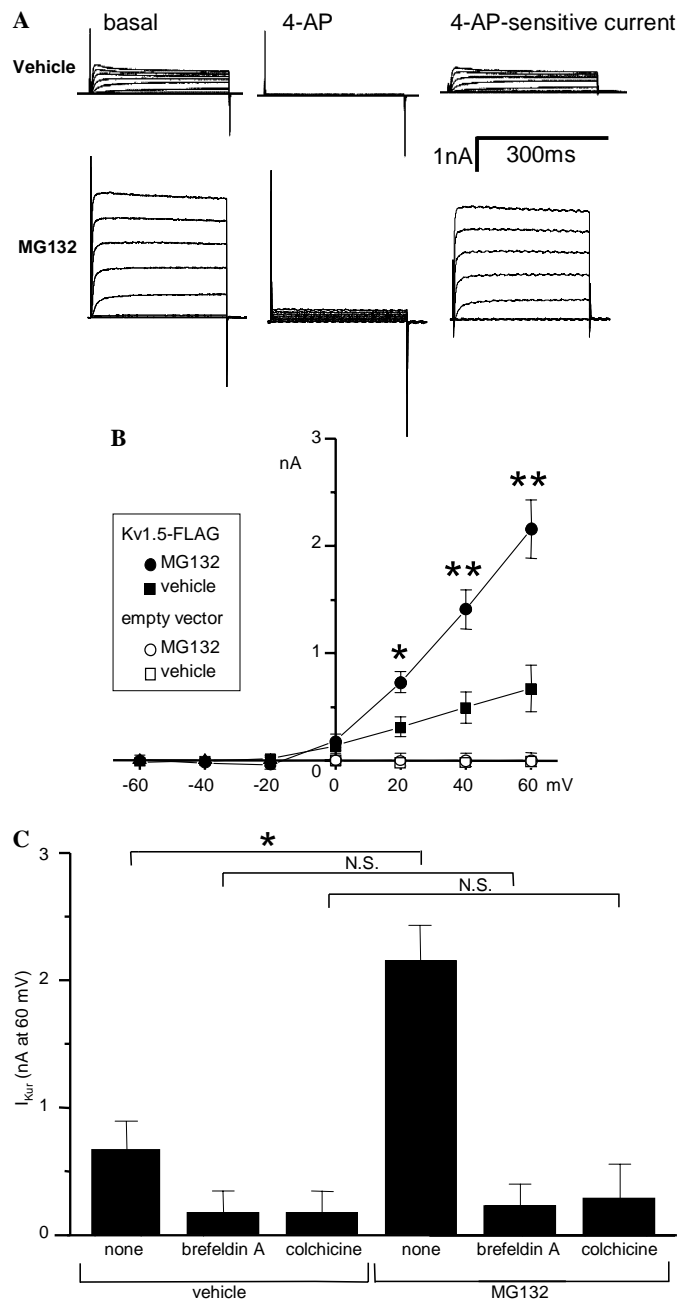 A
basal 4-AP 4-AP-sensitive current
Vehicle
1nA 300ms
MG132
B
3
nA
**
Kv1.5-FLAG
MG132
vehicle
empty vector
MG132
vehicle
2
**
*
1
0
-60 -40 -20 0 20 40 60 mV
C
*
N.S.
N.S.
3
2
1
0
IKur (nA at 60 mV)
none brefeldin A colchicine none brefeldin A colchicine
vehicle MG132